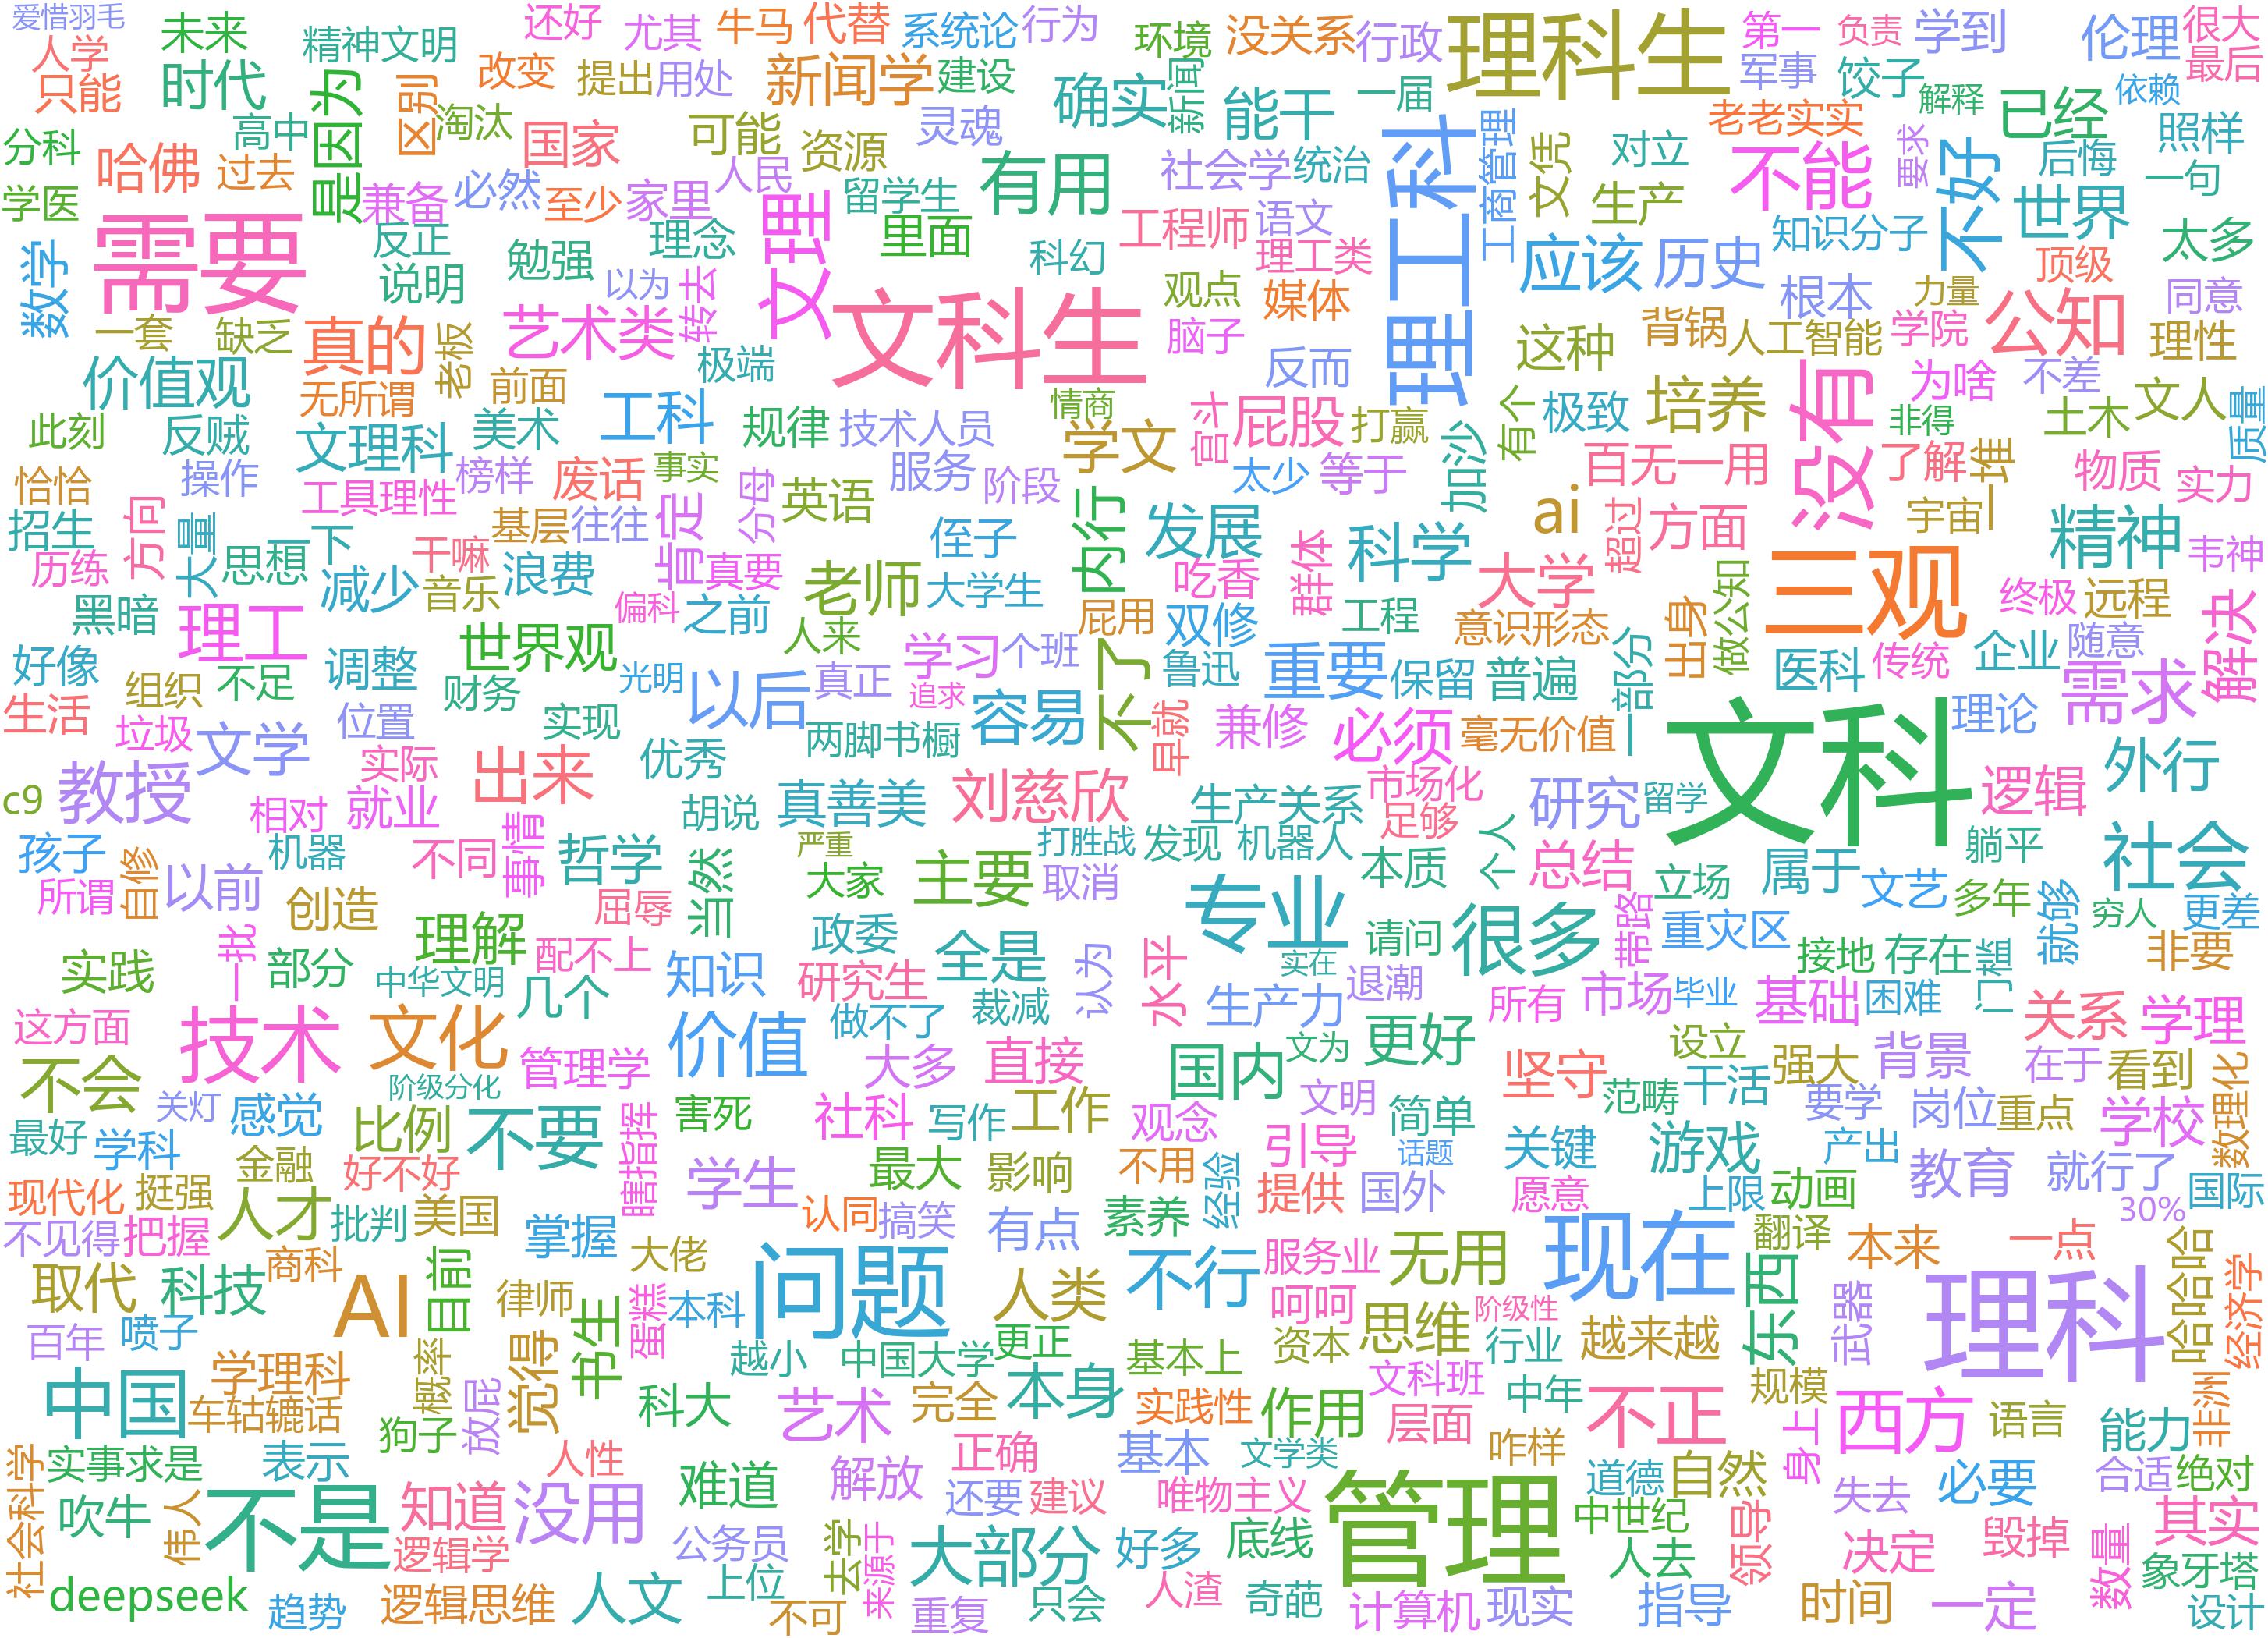 爱惜羽毛
未来
精神文明
还好
尤其
牛马
代替
系统论
行为
环境
没关系
行政
理科生
第一
负责
学到
伦理
很大
人学
只能
时代
是因为
区别
改变
提出
用处
新闻学
建设
确实
新闻
能干
一届
军事
饺子
解释
已经
依赖
最后
分科
高中
淘汰
国家
可能
资源
灵魂
有用
社会学
统治
理工科
工商管理
文凭
对立
老老实实
要求
不好
后悔
照样
一句
学医
哈佛
过去
兼备
必然
至少
家里
人民
留学生
工程师
语文
生产
不能
知识分子
世界
太多
数学
需要
反正
说明
勉强
理念
文理
里面
科幻
理工类
应该
历史
根本
顶级
同意
一套
缺乏
真的
老板
以为
艺术类
转去
文科生
观点
媒体
这种
背锅
人工智能
力量
学院
公知
理性
价值观
无所谓
前面
极端
脑子
反而
培养
没有
为啥
不差
此刻
反贼
文理科
美术
工科
规律
技术人员
情商
学文
宫斗
屁股
打赢
有个
极致
非得
土木
文人
质量
恰恰
操作
工具理性
榜样
废话
事实
服务
阶段
太少
等于
加沙
百无一用
了解
一堆
物质
实力
招生
方向
大量
思想
一下
基层
往往
肯定
分母
英语
侄子
内行
发展
科学
ai
超过
方面
宇宙
精神
韦神
历练
减少
干嘛
音乐
浪费
真要
老师
大学生
吃香
群体
大学
三观
终极
远程
解决
黑暗
理工
世界观
偏科
之前
人来
屁用
双修
工程
意识形态
出身
做公知
好像
调整
学习
个班
不了
鲁迅
重要
保留
普遍
一部分
医科
传统
企业
随意
需求
生活
组织
不足
财务
光明
以后
真正
追求
容易
早就
兼修
必须
毫无价值
文科
理论
垃圾
文学
位置
实现
优秀
两脚书橱
外行
c9
教授
实际
出来
相对
就业
胡说
真善美
刘慈欣
生产关系
市场化
足够
研究
留学
逻辑
孩子
机器
不同
事情
哲学
严重
打胜战
发现
机器人
本质
个人
总结
属于
躺平
社会
所谓
自修
以前
创造
屈辱
当然
大家
主要
取消
专业
很多
立场
文艺
多年
就够
穷人
更差
实践
一批
部分
理解
配不上
政委
全是
请问
带路
重灾区
接地
存在
门槛
非要
中华文明
几个
知识
研究生
裁减
认为
水平
实在
退潮
生产力
所有
市场
毕业
基础
困难
这方面
技术
文化
价值
做不了
关系
学理
不会
阶级分化
管理学
大多
直接
国内
文为
更好
坚守
设立
强大
背景
在于
看到
关灯
感觉
比例
不要
害死
社科
写作
工作
观念
文明
简单
范畴
干活
要学
岗位
重点
学校
数理化
最好
学科
金融
好不好
瞎指挥
学生
最大
影响
不用
经验
引导
话题
关键
游戏
产出
教育
就行了
现代化
挺强
人才
批判
美国
掌握
认同
搞笑
有点
素养
提供
国外
愿意
上限
动画
30%
国际
不见得
把握
商科
目前
大佬
问题
不行
服务业
无用
现在
翻译
本来
一点
哈哈哈
取代
科技
AI
律师
书生
蛋糕
本科
人类
呵呵
思维
阶级性
东西
武器
理科
经济学
百年
喷子
概率
觉得
越小
中国大学
更正
基本上
资本
行业
越来越
中国
学理科
车轱辘话
狗子
放屁
科大
艺术
完全
本身
实践性
作用
文科班
层面
中年
不正
规模
西方
身上
语言
能力
非洲
社会科学
实事求是
表示
人性
难道
解放
正确
基本
文学类
咋样
道德
自然
失去
必要
合适
绝对
吹牛
伟人
不是
知道
没用
还要
建议
唯物主义
管理
中世纪
领导
决定
毁掉
其实
逻辑学
公务员
去学
来源于
大部分
好多
底线
人去
数量
象牙塔
deepseek
趋势
逻辑思维
人文
上位
不可
重复
只会
人渣
奇葩
计算机
现实
指导
时间
一定
设计